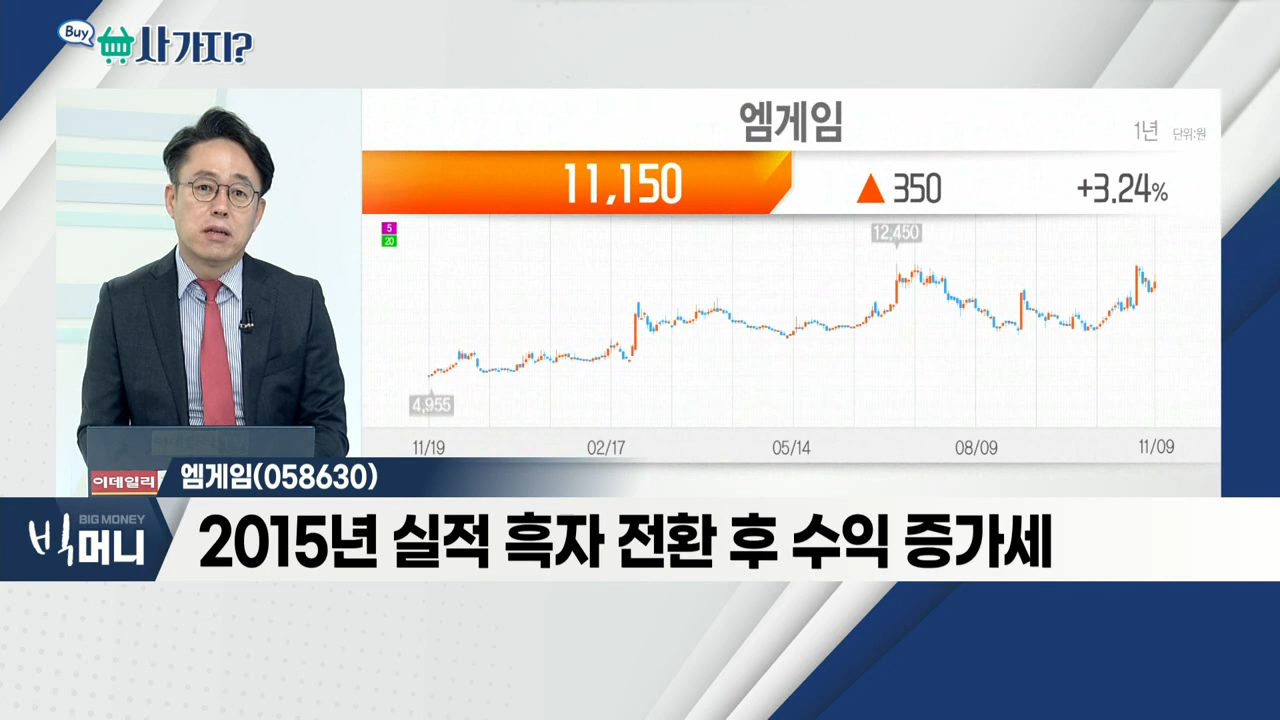 Buy 사가지?
엠게임
1년 단위:원
11,150 ▲350 +3.24%
5
20
12,450
4,955
11/19 02/17 05/14 08/09 11/09
이데일리 엠게임(058630)
BIG MONEY
빅머니
2015년 실적 흑자 전환 후 수익 증가세